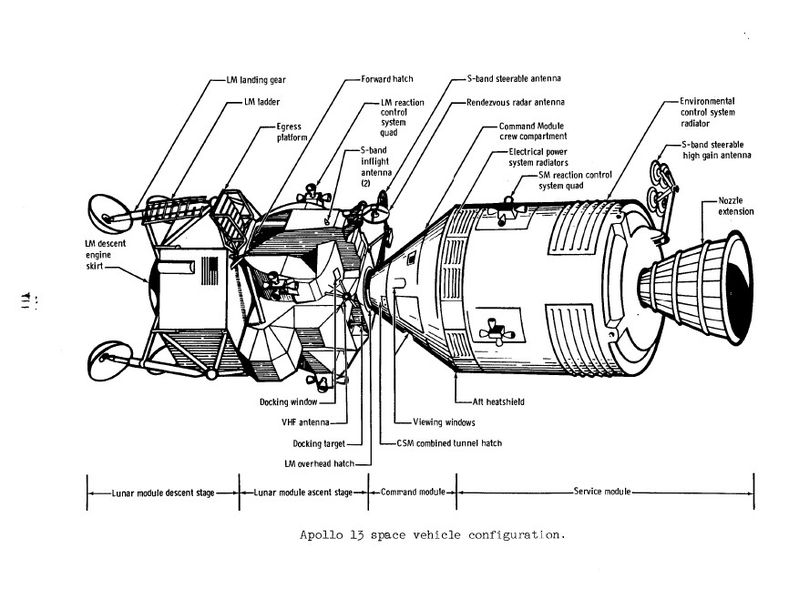 LM landing gear
Forward hatch
S-band steerable antenna
LM ladder
LM reaction
control
system
quad
Rendezvous radar antenna
Environmental
control system
radiator
Egress
platform
Command Module
crew compartment
S-band
inflight
antenna
(2)
Electrical power
system radiators
S-band steerable
high gain antenna
SM reaction control
system quad
Nozzle
extension
LM descent
engine
skirt
Docking window
Aft heatshield
VHF antenna
Viewing windows
Docking target
CSM combined tunnel hatch
LM overhead hatch
Lunar module descent stage
Lunar module ascent stage
Command module
Service module
Apollo 13 space vehicle configuration.